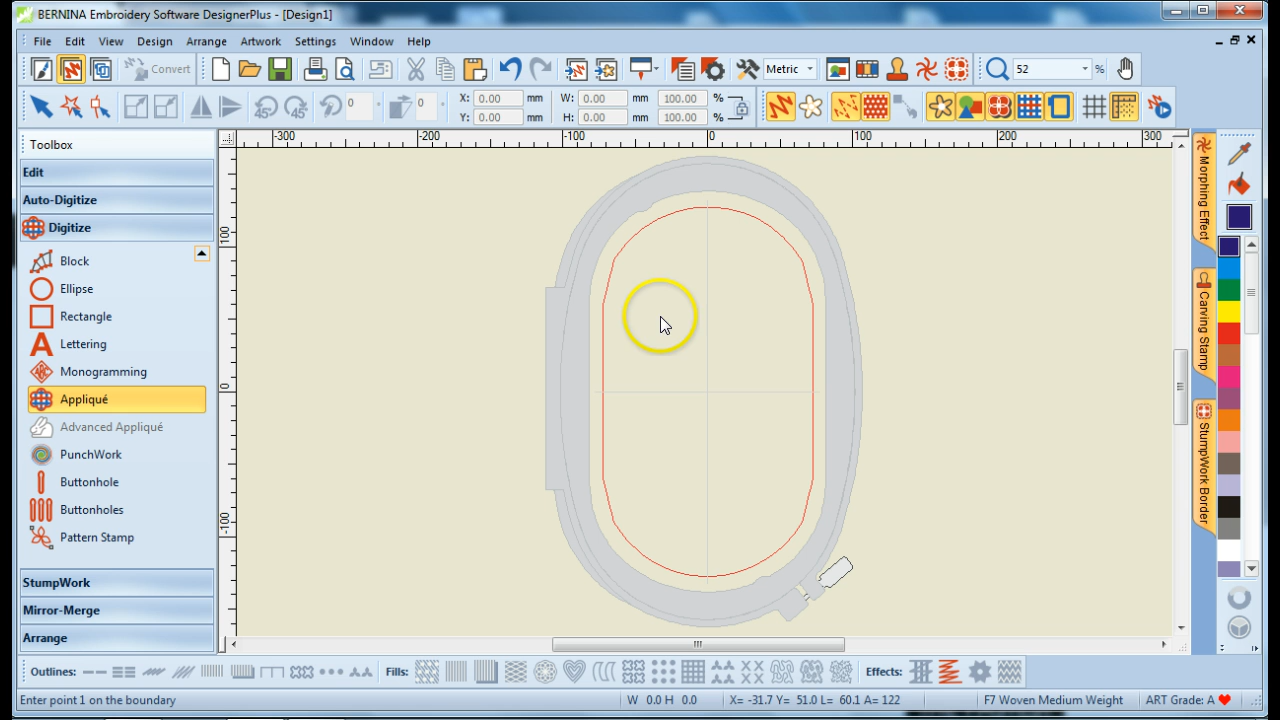 BERNINA Embroidery Software DesignerPlus - [Design1]
File Edit View Design Arrange Artwork Settings Window Help
Convert Metric 52 %
X: 0.00 mm W: 0.00 mm 100.00 %
0 0
Y: 0.00 mm H: 0.00 mm 100.00 %
-300 -200 -100 0 100 200 300
100
0
-100
Toolbox
Edit
Auto-Digitize
Digitize
Block
Ellipse
Rectangle
Lettering
Monogramming
Appliqué
Advanced Appliqué
PunchWork
Buttonhole
Buttonholes
Pattern Stamp
StumpWork
Mirror-Merge
Arrange
Morphing Effect
Carving Stamp
StumpWork Border
Outlines: Fills: Effects:
Enter point 1 on the boundary W 0.0 H 0.0 X= -31.7 Y= 51.0 L= 60.1 A= 122 F7 Woven Medium Weight ART Grade: A